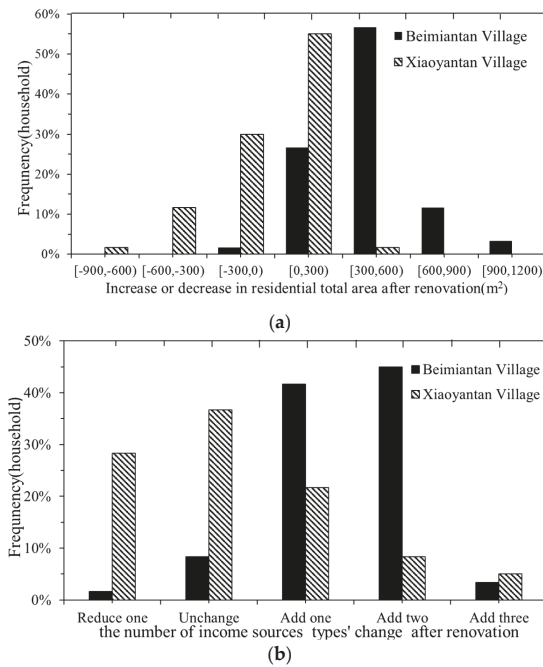 60%
50%
40%
30%
20%
10%
0%
Frequnency(household)
Beimiantan Village
Xiaoyantan Village
[-900,-600) [-600,-300) [-300,0) [0,300) [300,600) [600,900) [900,1200)
Increase or decrease in residential total area after renovation(m²)
(a)
50%
40%
30%
20%
10%
0%
Frequnency(household)
Beimiantan Village
Xiaoyantan Village
Reduce one Unchange Add one Add two Add three
the number of income sources types' change after renovation
(b)